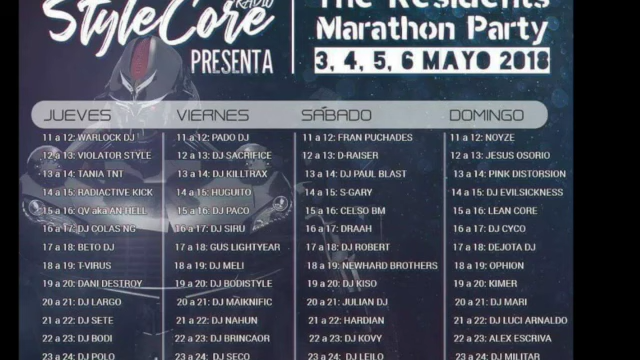 RADIO
StyleCore
PRESENTA
The Residents
Marathon Party
3, 4, 5, 6 MAYO 2018
JUEVES VIERNES SÁBADO DOMINGO
11 a 12: WARLOCK DJ 11 a 12: PADO DJ 11 a 12: FRAN PUCHADES 11 a 12: NOYZE
12 a 13: VIOLATOR STYLE 12 a 13: DJ SACRIFICE 12 a 13: D-RAISER 12 a 13: JESUS OSORIO
13 a 14: TANIA TNT 13 a 14: DJ KILLTRAX 13 a 14: DJ PAUL BLAST 13 a 14: PINK DISTORSION
14 a 15: RADIACTIVE KICK 14 a 15: HUGUITO 14 a 15: S-GARY 14 a 15: DJ EVILSICKNESS
15 a 16: QV aka AN HELL 15 a 16: DJ PACO 15 a 16: CELSO BM 15 a 16: LEAN CORE
16 a 17: DJ COLAS NG 16 a 17: DJ SIRU 16 a 17: DRAAH 16 a 17: DJ CYCO
17 a 18: BETO DJ 17 a 18: GUS LIGHTYEAR 17 a 18: DJ ROBERT 17 a 18: DEJOTA DJ
18 a 19: T-VIRUS 18 a 19: DJ MELI 18 a 19: NEWHARD BROTHERS 18 a 19: OPHION
19 a 20: DANI DESTROY 19 a 20: DJ BODISTYLE 19 a 20: DJ KISO 19 a 20: KIMER
20 a 21: DJ LARGO 20 a 21: DJ MAIKNIFIC 20 a 21: JULIAN DJ 20 a 21: DJ MARI
21 a 22: DJ SETE 21 a 22: DJ NAHUN 21 a 22: HARDIAN 21 a 22: DJ LUCI ARNALDO
22 a 23: DJ BODI 22 a 23: DJ BRINCAOR 22 a 23: DJ KOVY 22 a 23: ALEX ESCRIVA
23 a 24: DJ POLO 23 a 24: DJ SECO 23 a 24: DJ LEILO 23 a 24: DJ MILITAR